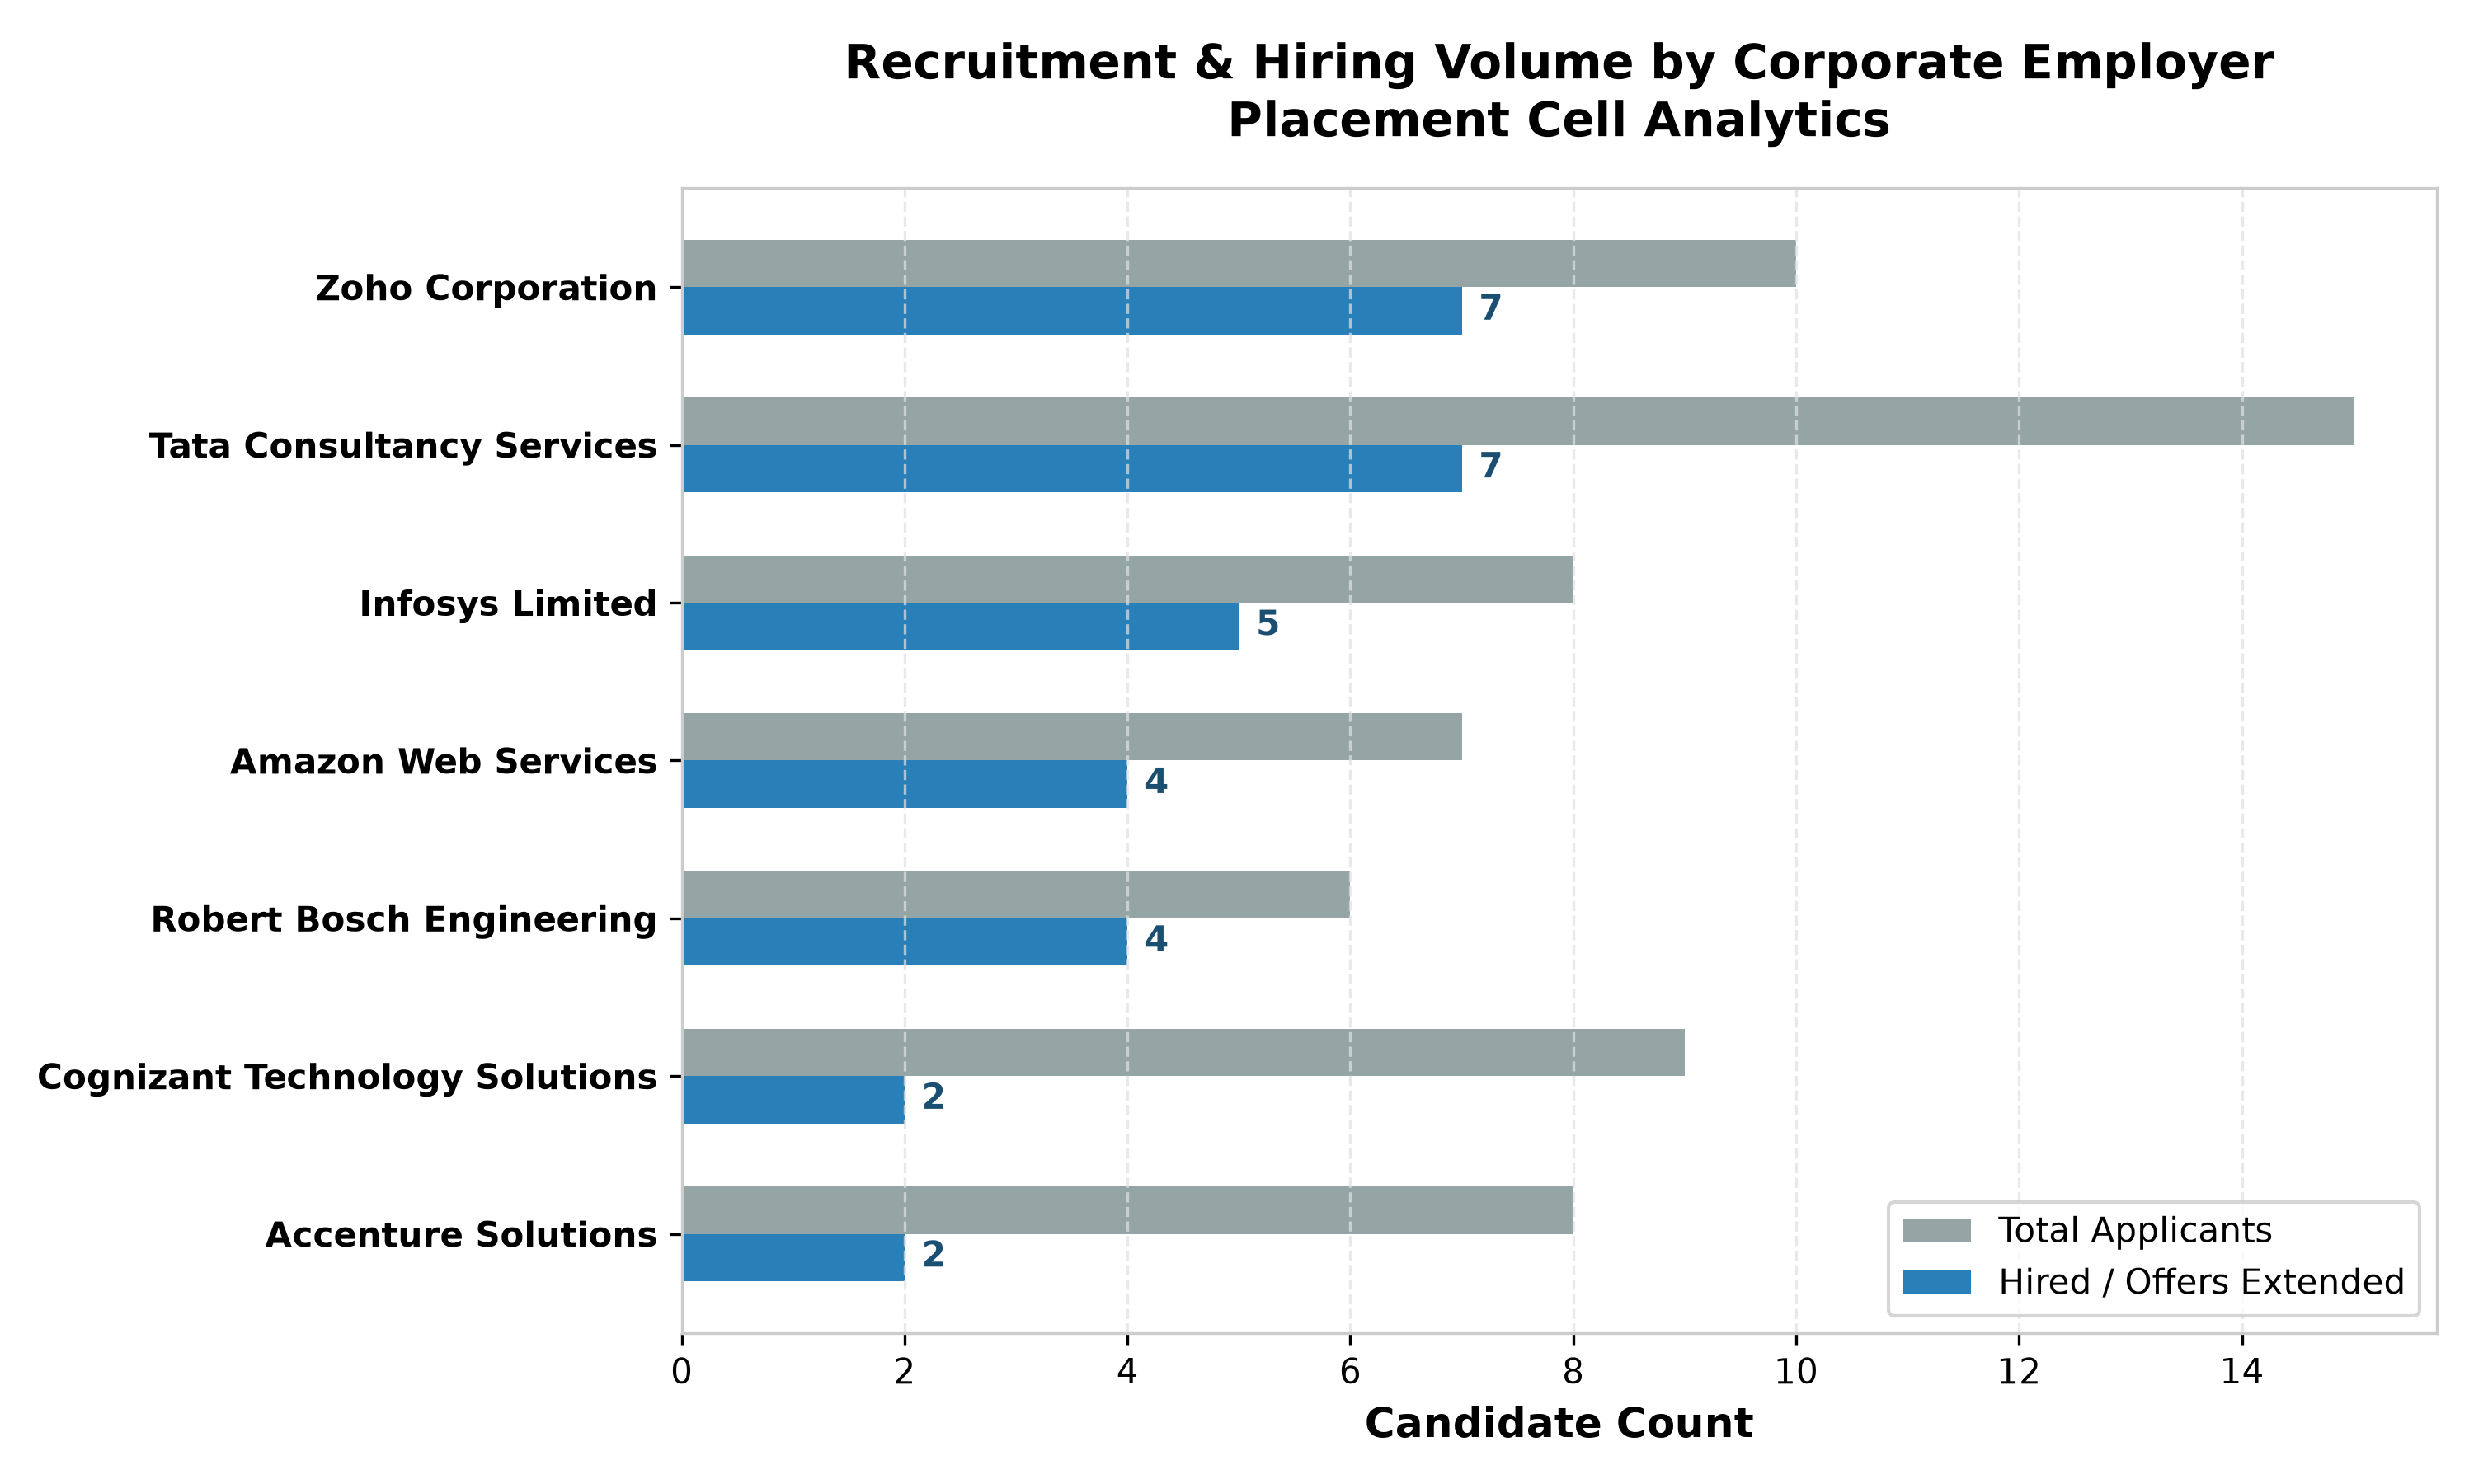 Recruitment & Hiring Volume by Corporate Employer
Placement Cell Analytics
Zoho Corporation
7
Tata Consultancy Services
7
Infosys Limited
5
Amazon Web Services
4
Robert Bosch Engineering
4
Cognizant Technology Solutions
2
Accenture Solutions
2
Total Applicants
Hired / Offers Extended
0 2 4 6 8 10 12 14
Candidate Count